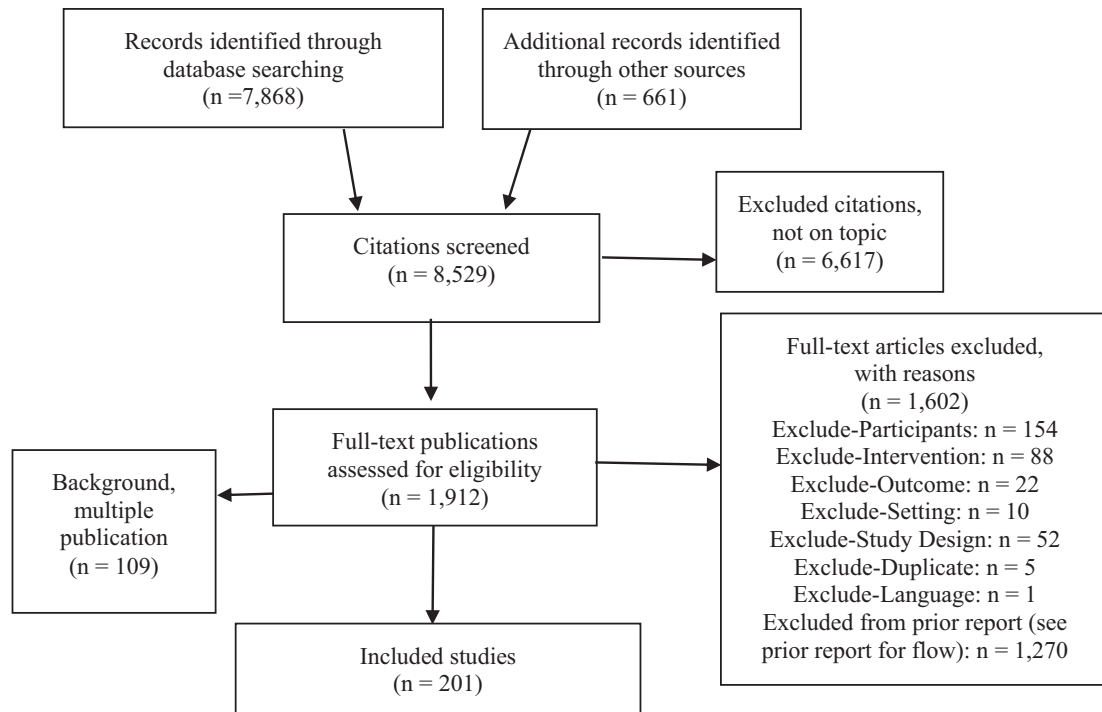 Records identified through
database searching
(n =7,868)
Additional records identified
through other sources
(n = 661)
Citations screened
(n = 8,529)
Excluded citations,
not on topic
(n = 6,617)
Full-text publications
assessed for eligibility
(n = 1,912)
Background,
multiple
publication
(n = 109)
Full-text articles excluded,
with reasons
(n = 1,602)
Exclude-Participants: n = 154
Exclude-Intervention: n = 88
Exclude-Outcome: n = 22
Exclude-Setting: n = 10
Exclude-Study Design: n = 52
Exclude-Duplicate: n = 5
Exclude-Language: n = 1
Excluded from prior report (see
prior report for flow): n = 1,270
Included studies
(n = 201)